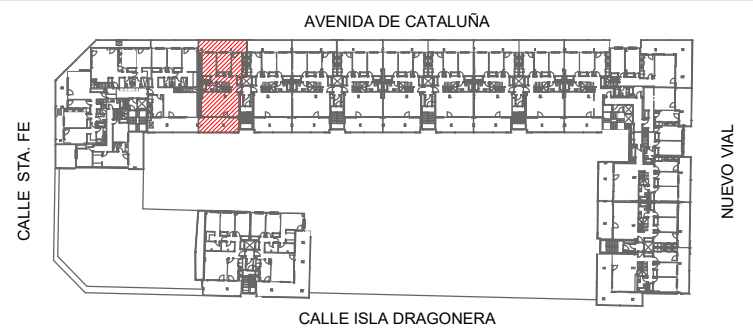 AVENIDA DE CATALUÑA
CALLE STA. FE
NUEVO VIAL
CALLE ISLA DRAGONERA